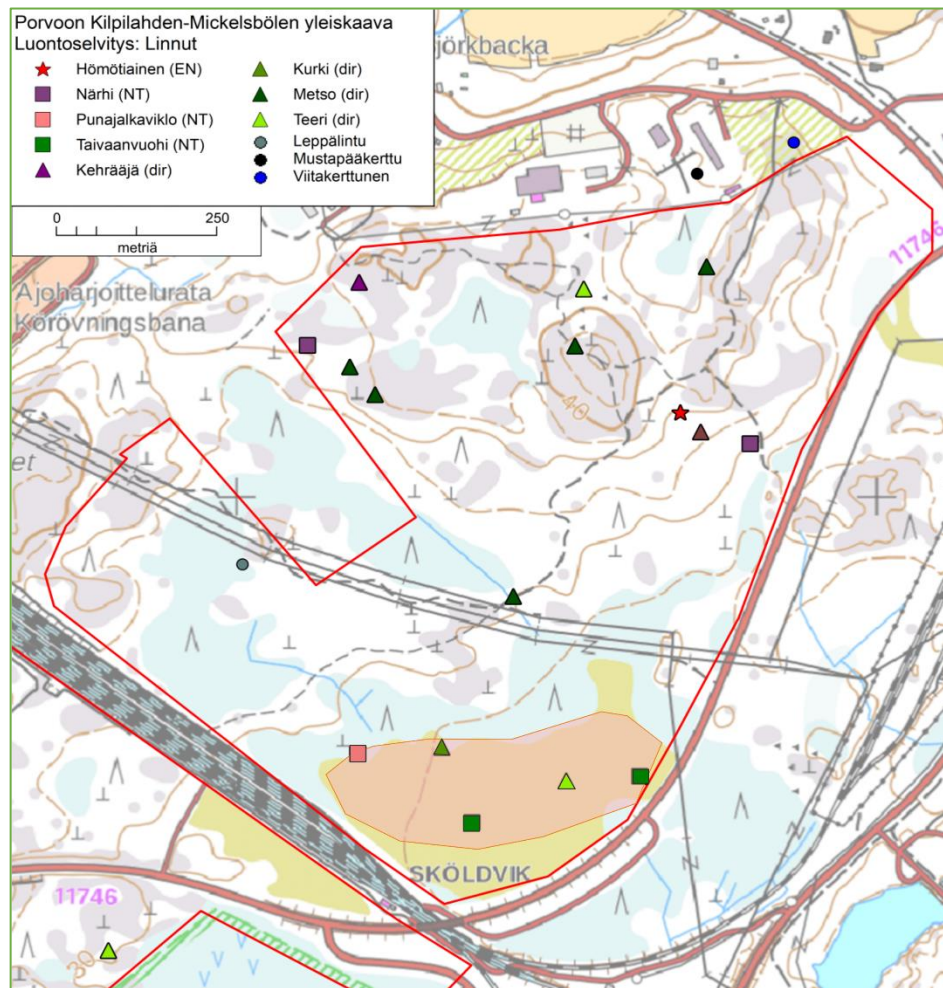 Porvoon Kilpilahden-Mickelsbölen yleiskaava
Luontoselvitys: Linnut
Hömötiainen (EN)
Närhi (NT)
Punajalkaviklo (NT)
Taivaanvuohi (NT)
Kehrääjä (dir)
Kurki (dir)
Metso (dir)
Teeri (dir)
Leppälintu
Mustapääkerttu
Viitakerttunen
0 250
metriä
jörkbacka
11746
Ajoharjoittelurata
Körövningsbana
40
et
SKÖLDVIK
11746